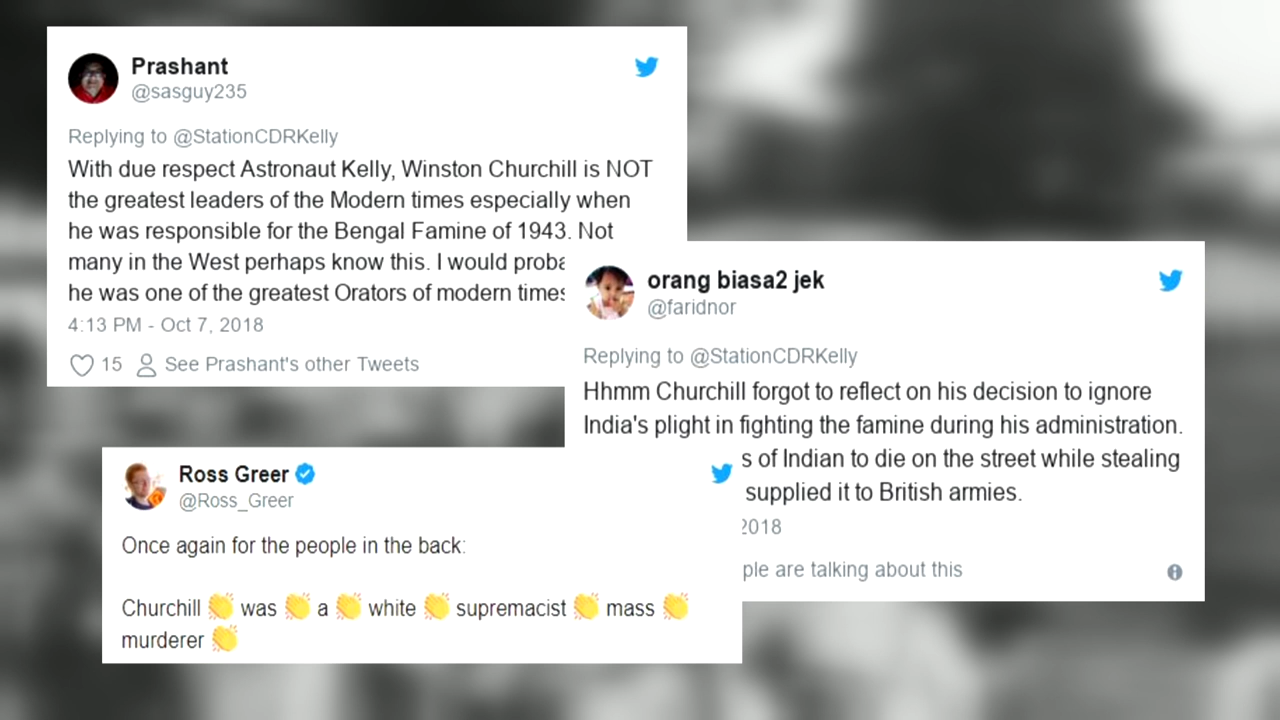 Prashant
@sasguy235
Replying to @StationCDRKelly
With due respect Astronaut Kelly, Winston Churchill is NOT
the greatest leaders of the Modern times especially when
he was responsible for the Bengal Famine of 1943. Not
many in the West perhaps know this. I would proba
he was one of the greatest Orators of modern times
4:13 PM - Oct 7, 2018
15 See Prashant's other Tweets
orang biasa2 jek
@faridnor
Replying to @StationCDRKelly
Hhmm Churchill forgot to reflect on his decision to ignore
India's plight in fighting the famine during his administration.
s of Indian to die on the street while stealing
supplied it to British armies.
2018
ple are talking about this
Ross Greer
@Ross_Greer
Once again for the people in the back:
Churchill 👏 was 👏 a 👏 white 👏 supremacist 👏 mass 👏
murderer 👏